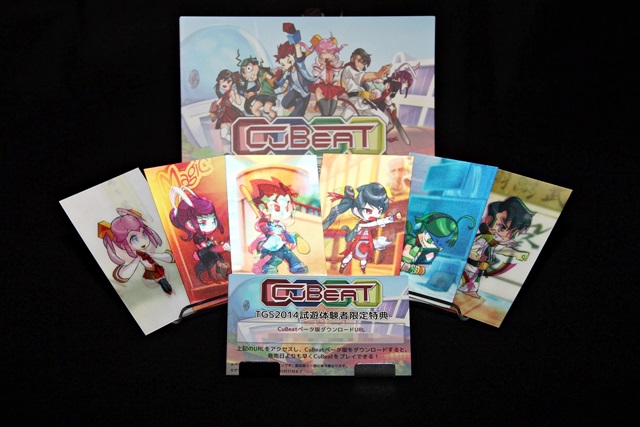 CUBEAT
Magic
CUBEAT
TGS2014試遊体験者限定特典
CuBeatベータ版ダウンロードURL
上記のURLをアクセスし、CuBeatベータ版をダウンロードすると、
発売日よりも早くCuBeatをプレイできる！